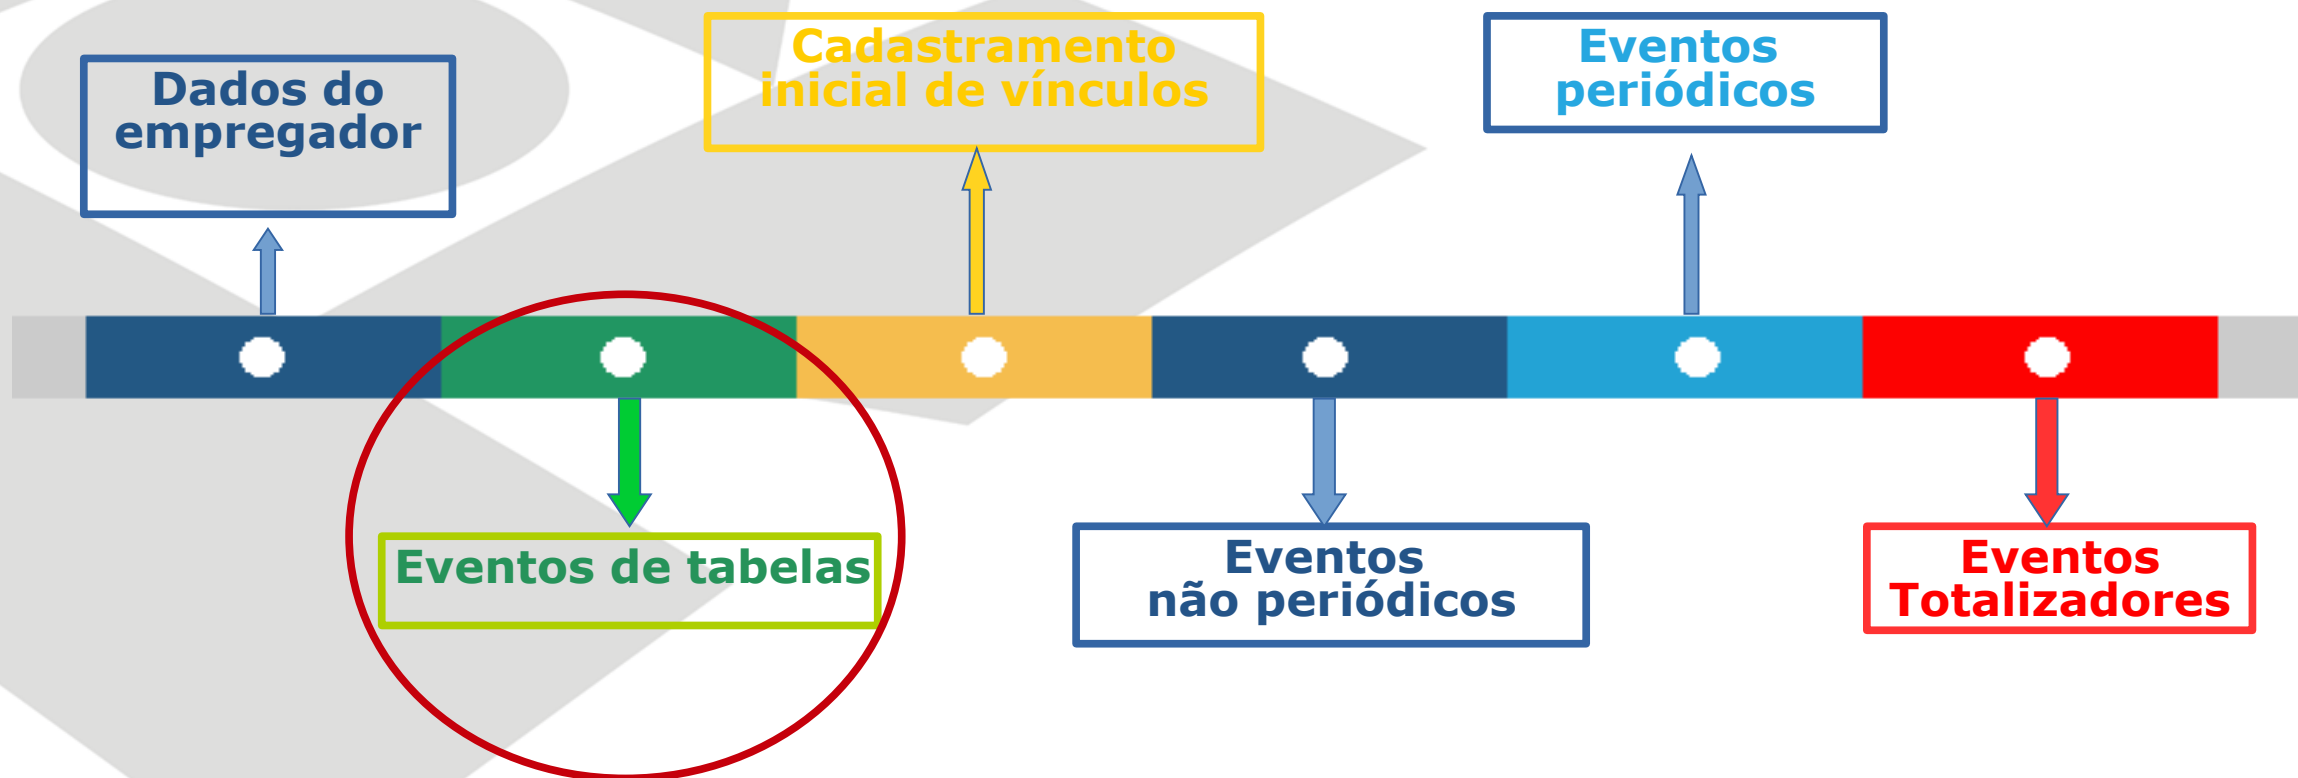 Dados do
empregador
Cadastramento
inicial de vínculos
Eventos
periódicos
Eventos de tabelas
Eventos
não periódicos
Eventos
Totalizadores